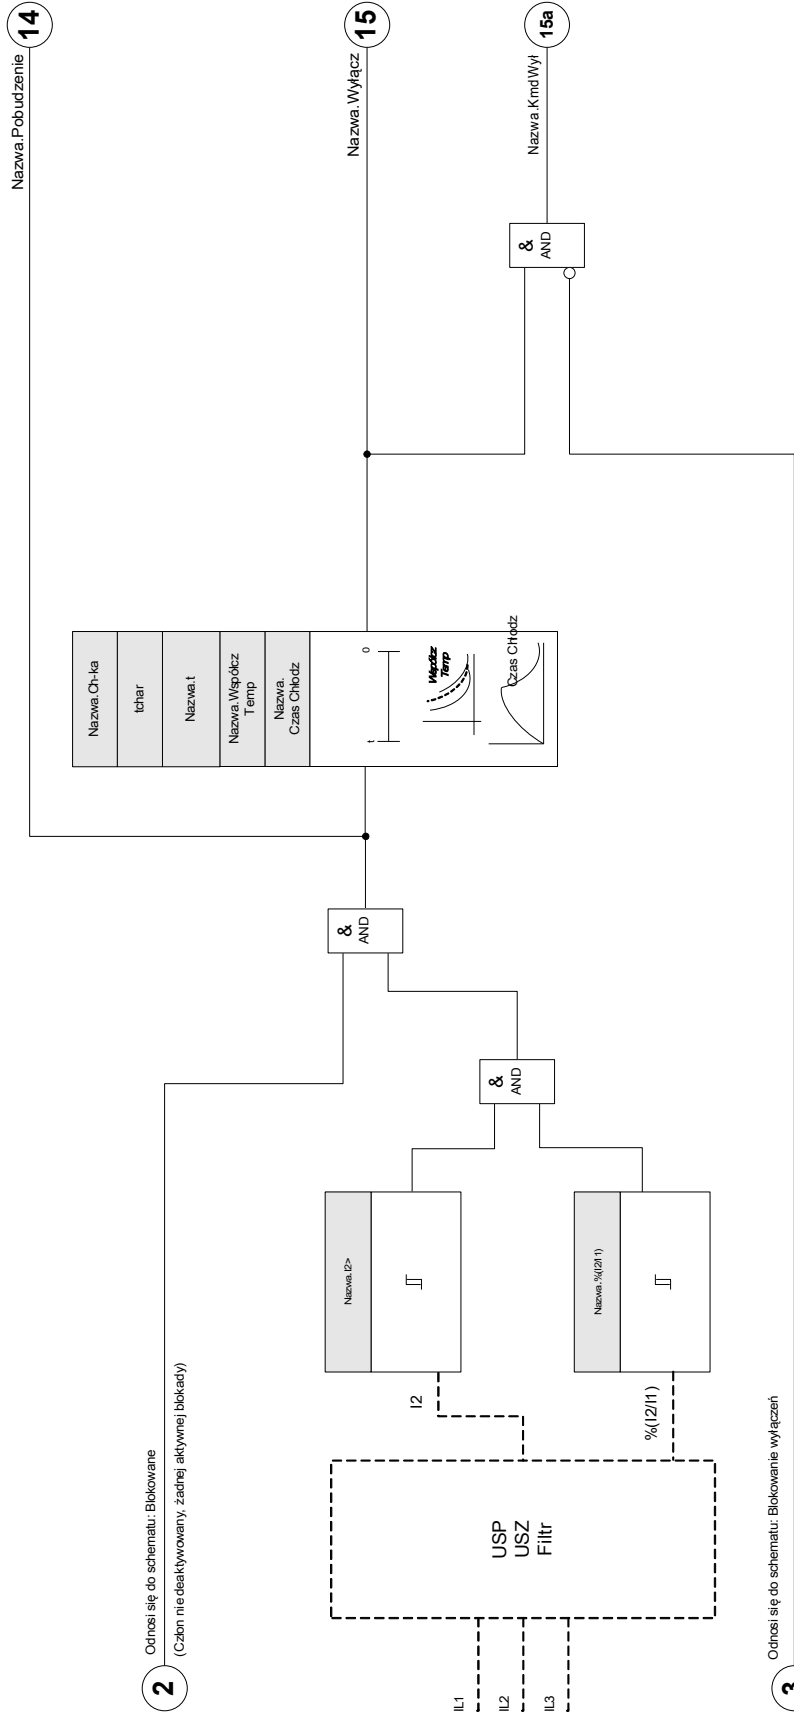 14
Nazwa.Pobudzenie
15
Nazwa.Wyłącz
15a
Nazwa.KmdWył
&
AND
Nazwa.Ch-ka
tchar
Nazwa.t
Nazwa.Współcz
Temp
Nazwa.
Czas Chłodz
t
0
Współcz
Temp
Czas Chłodz
&
AND
&
AND
Nazwa.I2>
Nazwa.%(I2/I1)
I2
%(I2/I1)
USP
USZ
Filtr
IL1
IL2
IL3
2
Odnosi się do schematu: Blokowane
(Człon nie deaktywowany, żadnej aktywnej blokady)
3
Odnosi się do schematu: Blokowanie wyłączeń